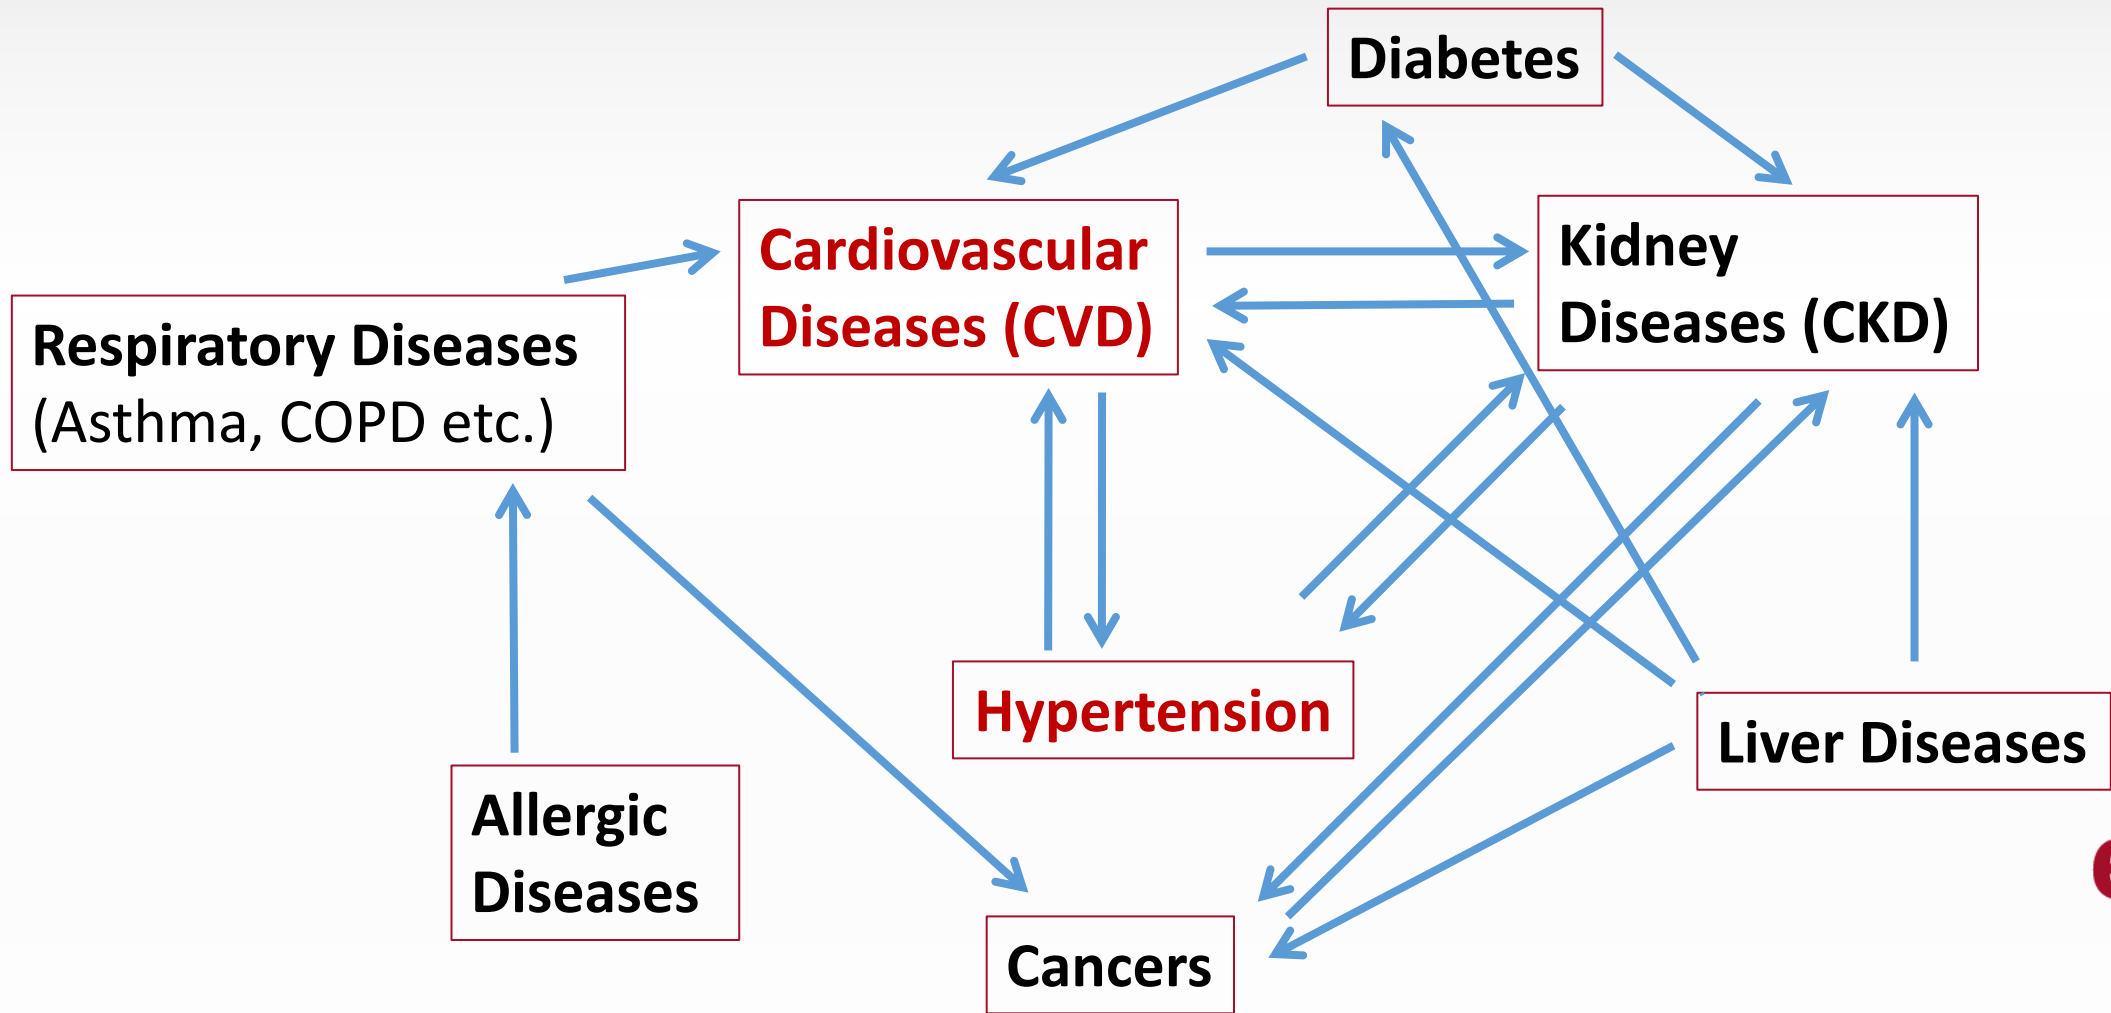 Diabetes
Cardiovascular
Diseases (CVD)
Kidney
Diseases (CKD)
Respiratory Diseases
(Asthma, COPD etc.)
Hypertension
Liver Diseases
Allergic
Diseases
Cancers